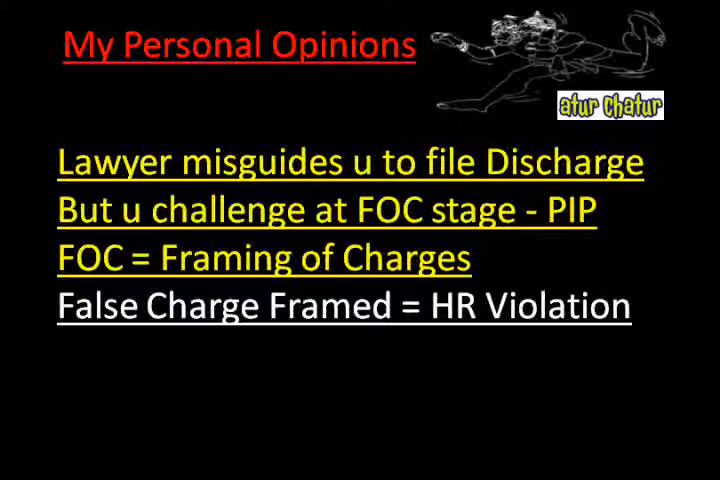 My Personal Opinions
atur chatur
Lawyer misguides u to file Discharge
But u challenge at FOC stage - PIP
FOC = Framing of Charges
False Charge Framed = HR Violation